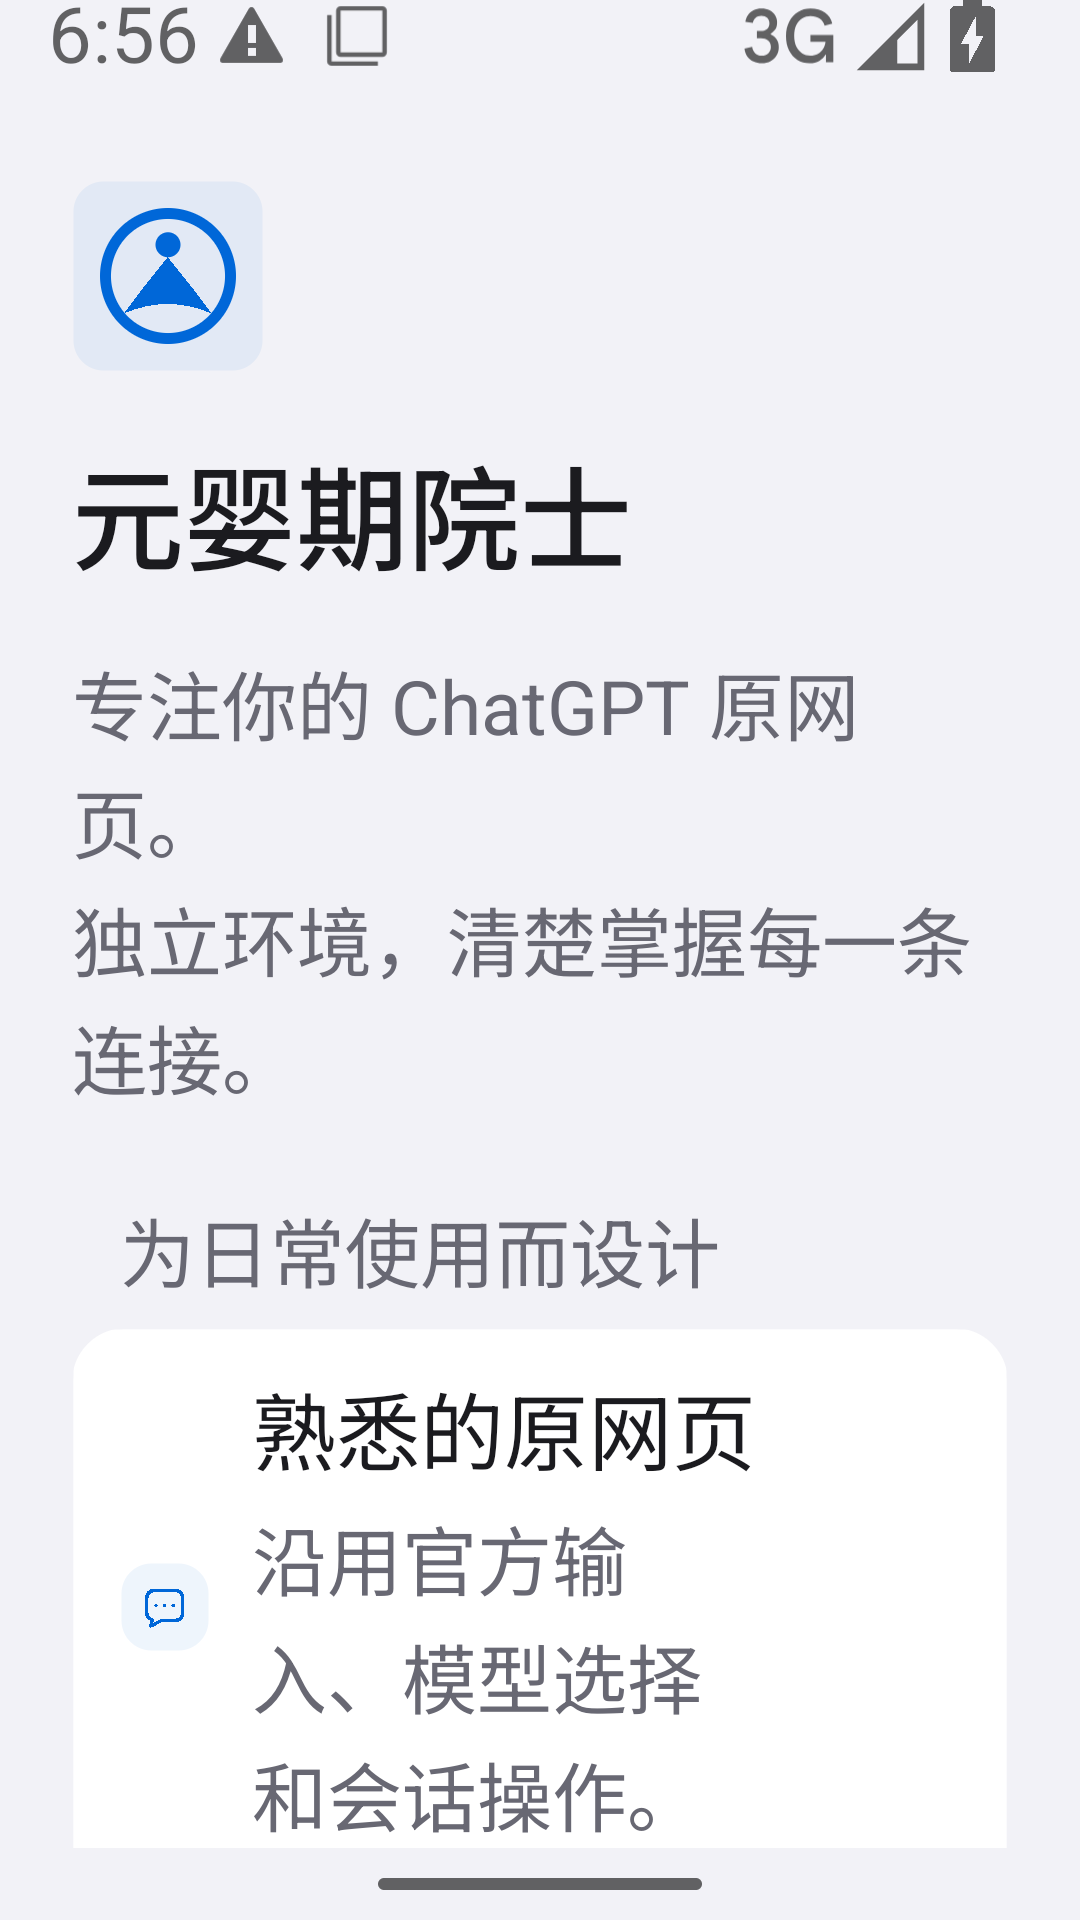 6:56
3G
元婴期院士
专注你的 ChatGPT 原网
页。
独立环境，清楚掌握每一条
连接。
为日常使用而设计
熟悉的原网页
沿用官方输
入、模型选择
和会话操作。